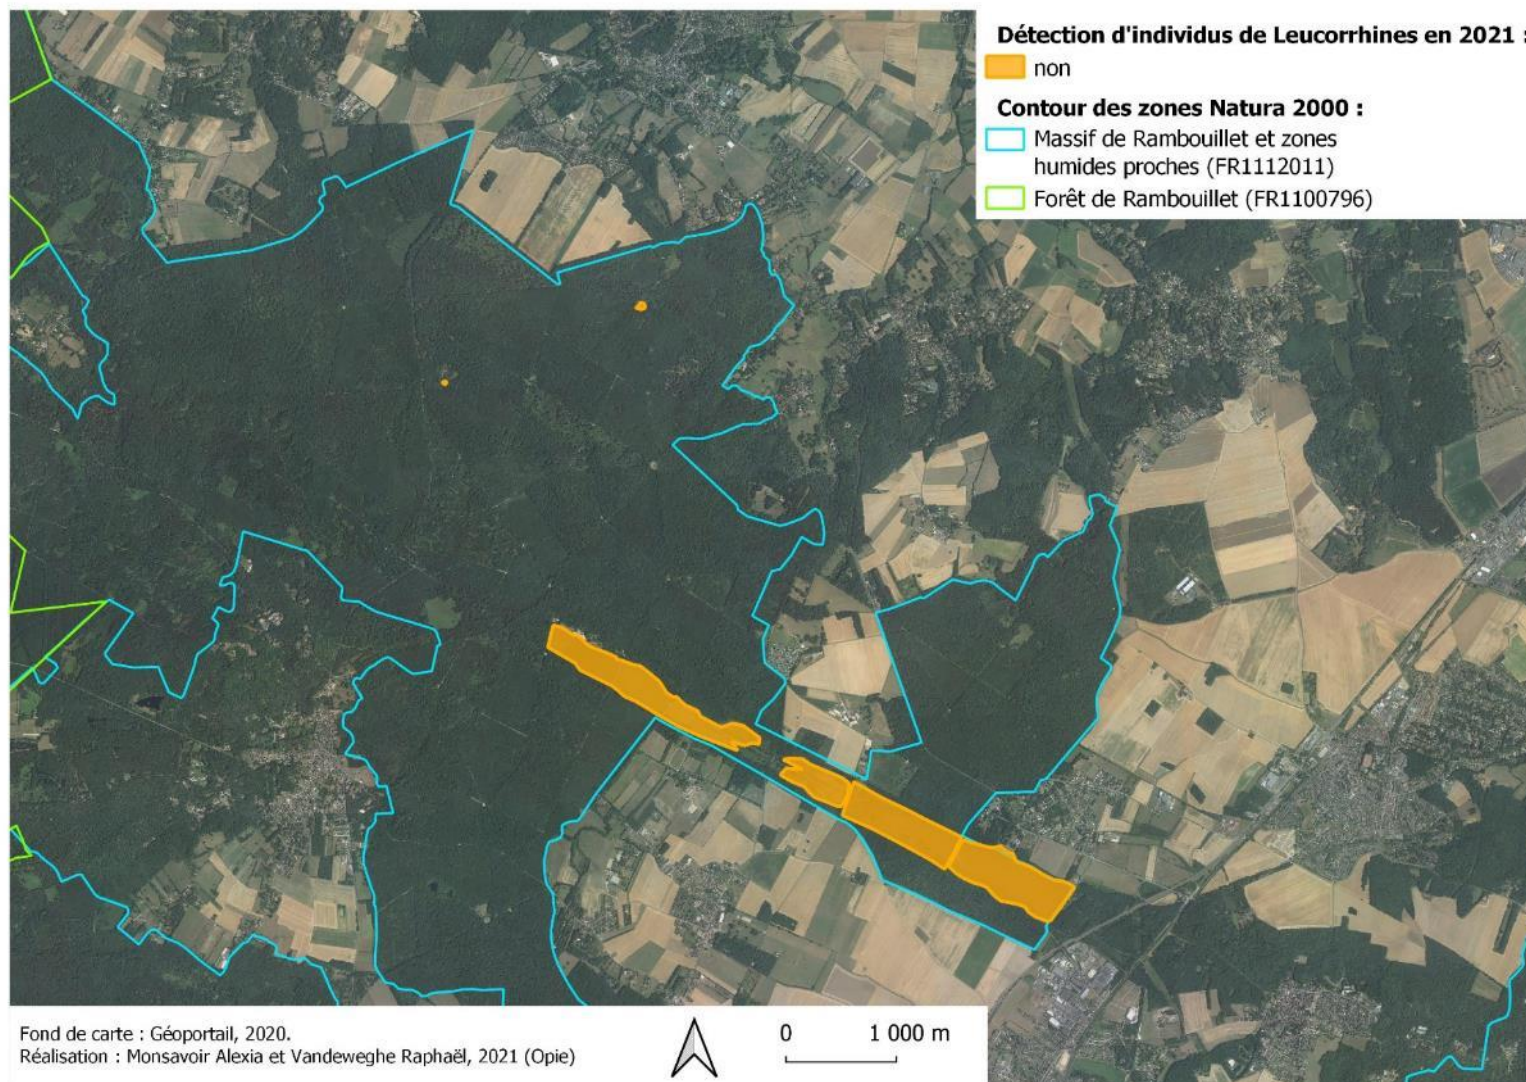 Détection d'individus de Leucorrhines en 2021 :
non
Contour des zones Natura 2000 :
Massif de Rambouillet et zones
humides proches (FR1112011)
Forêt de Rambouillet (FR1100796)
Fond de carte : Géoportail, 2020.
Réalisation : Monsavoir Alexia et Vandeweghe Raphaël, 2021 (Opie)
0 1 000 m